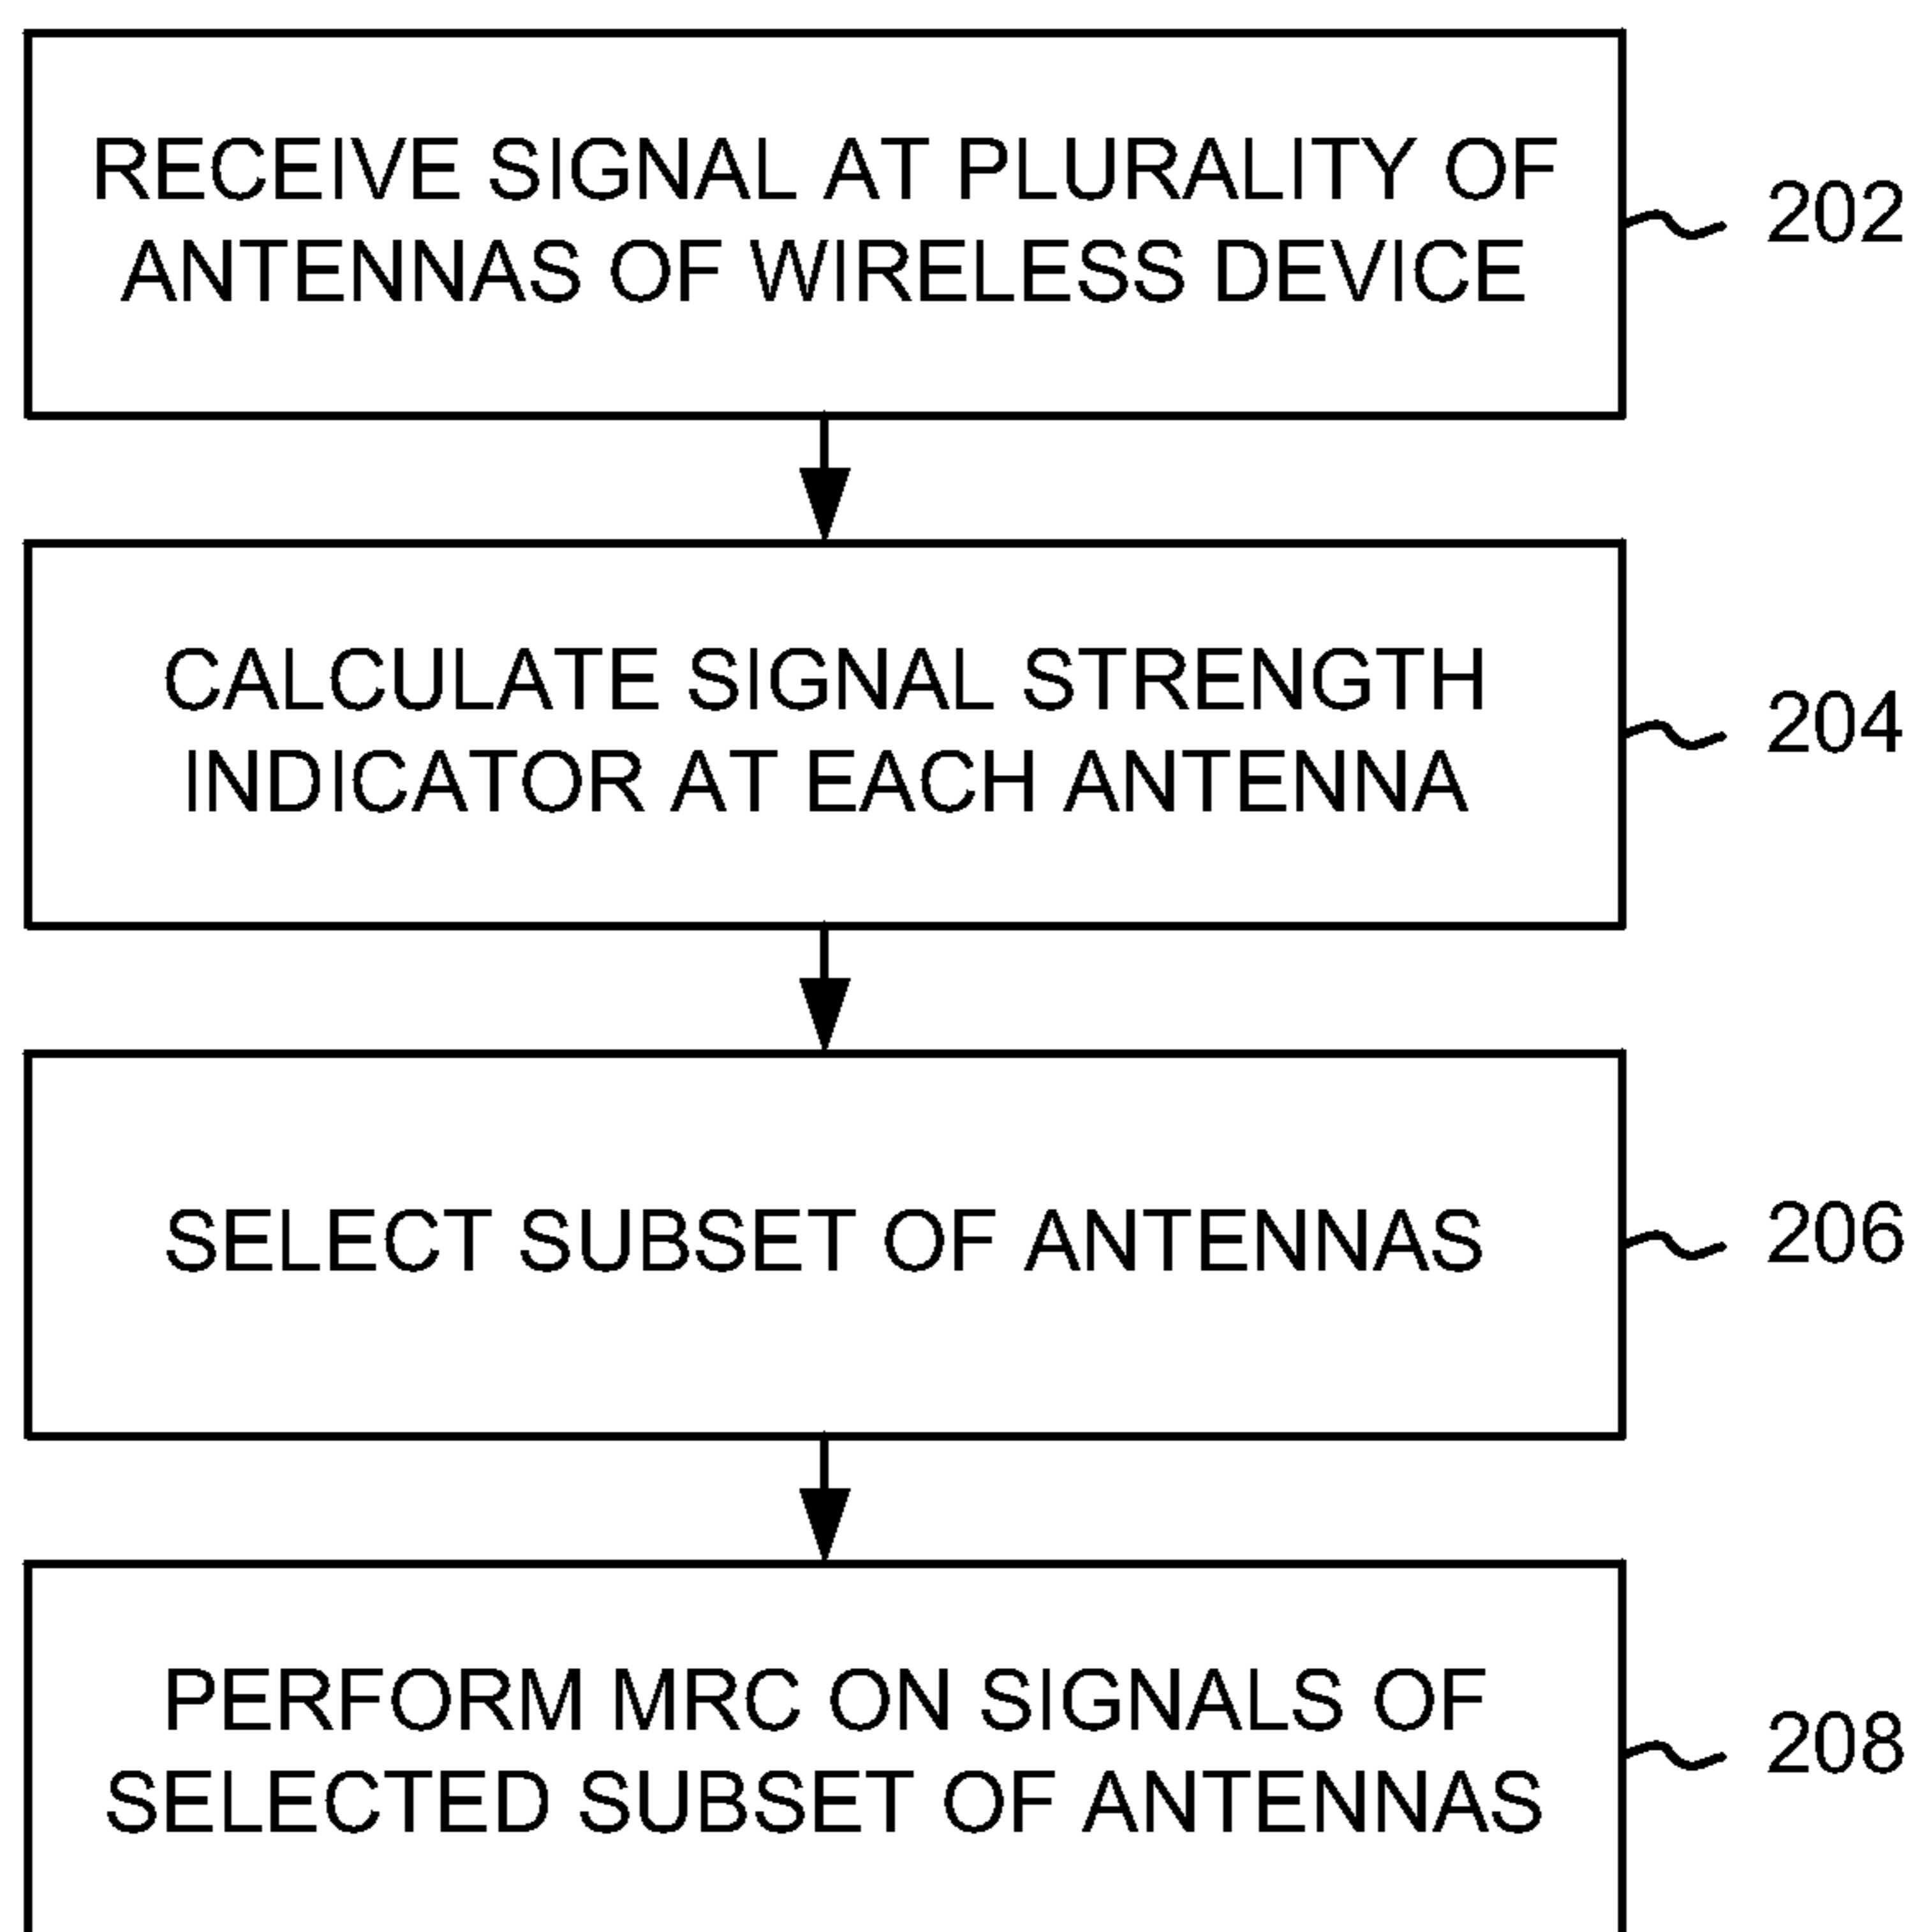 RECEIVE SIGNAL AT PLURALITY OF
ANTENNAS OF WIRELESS DEVICE
202
CALCULATE SIGNAL STRENGTH
INDICATOR AT EACH ANTENNA
204
SELECT SUBSET OF ANTENNAS
206
PERFORM MRC ON SIGNALS OF
SELECTED SUBSET OF ANTENNAS
208